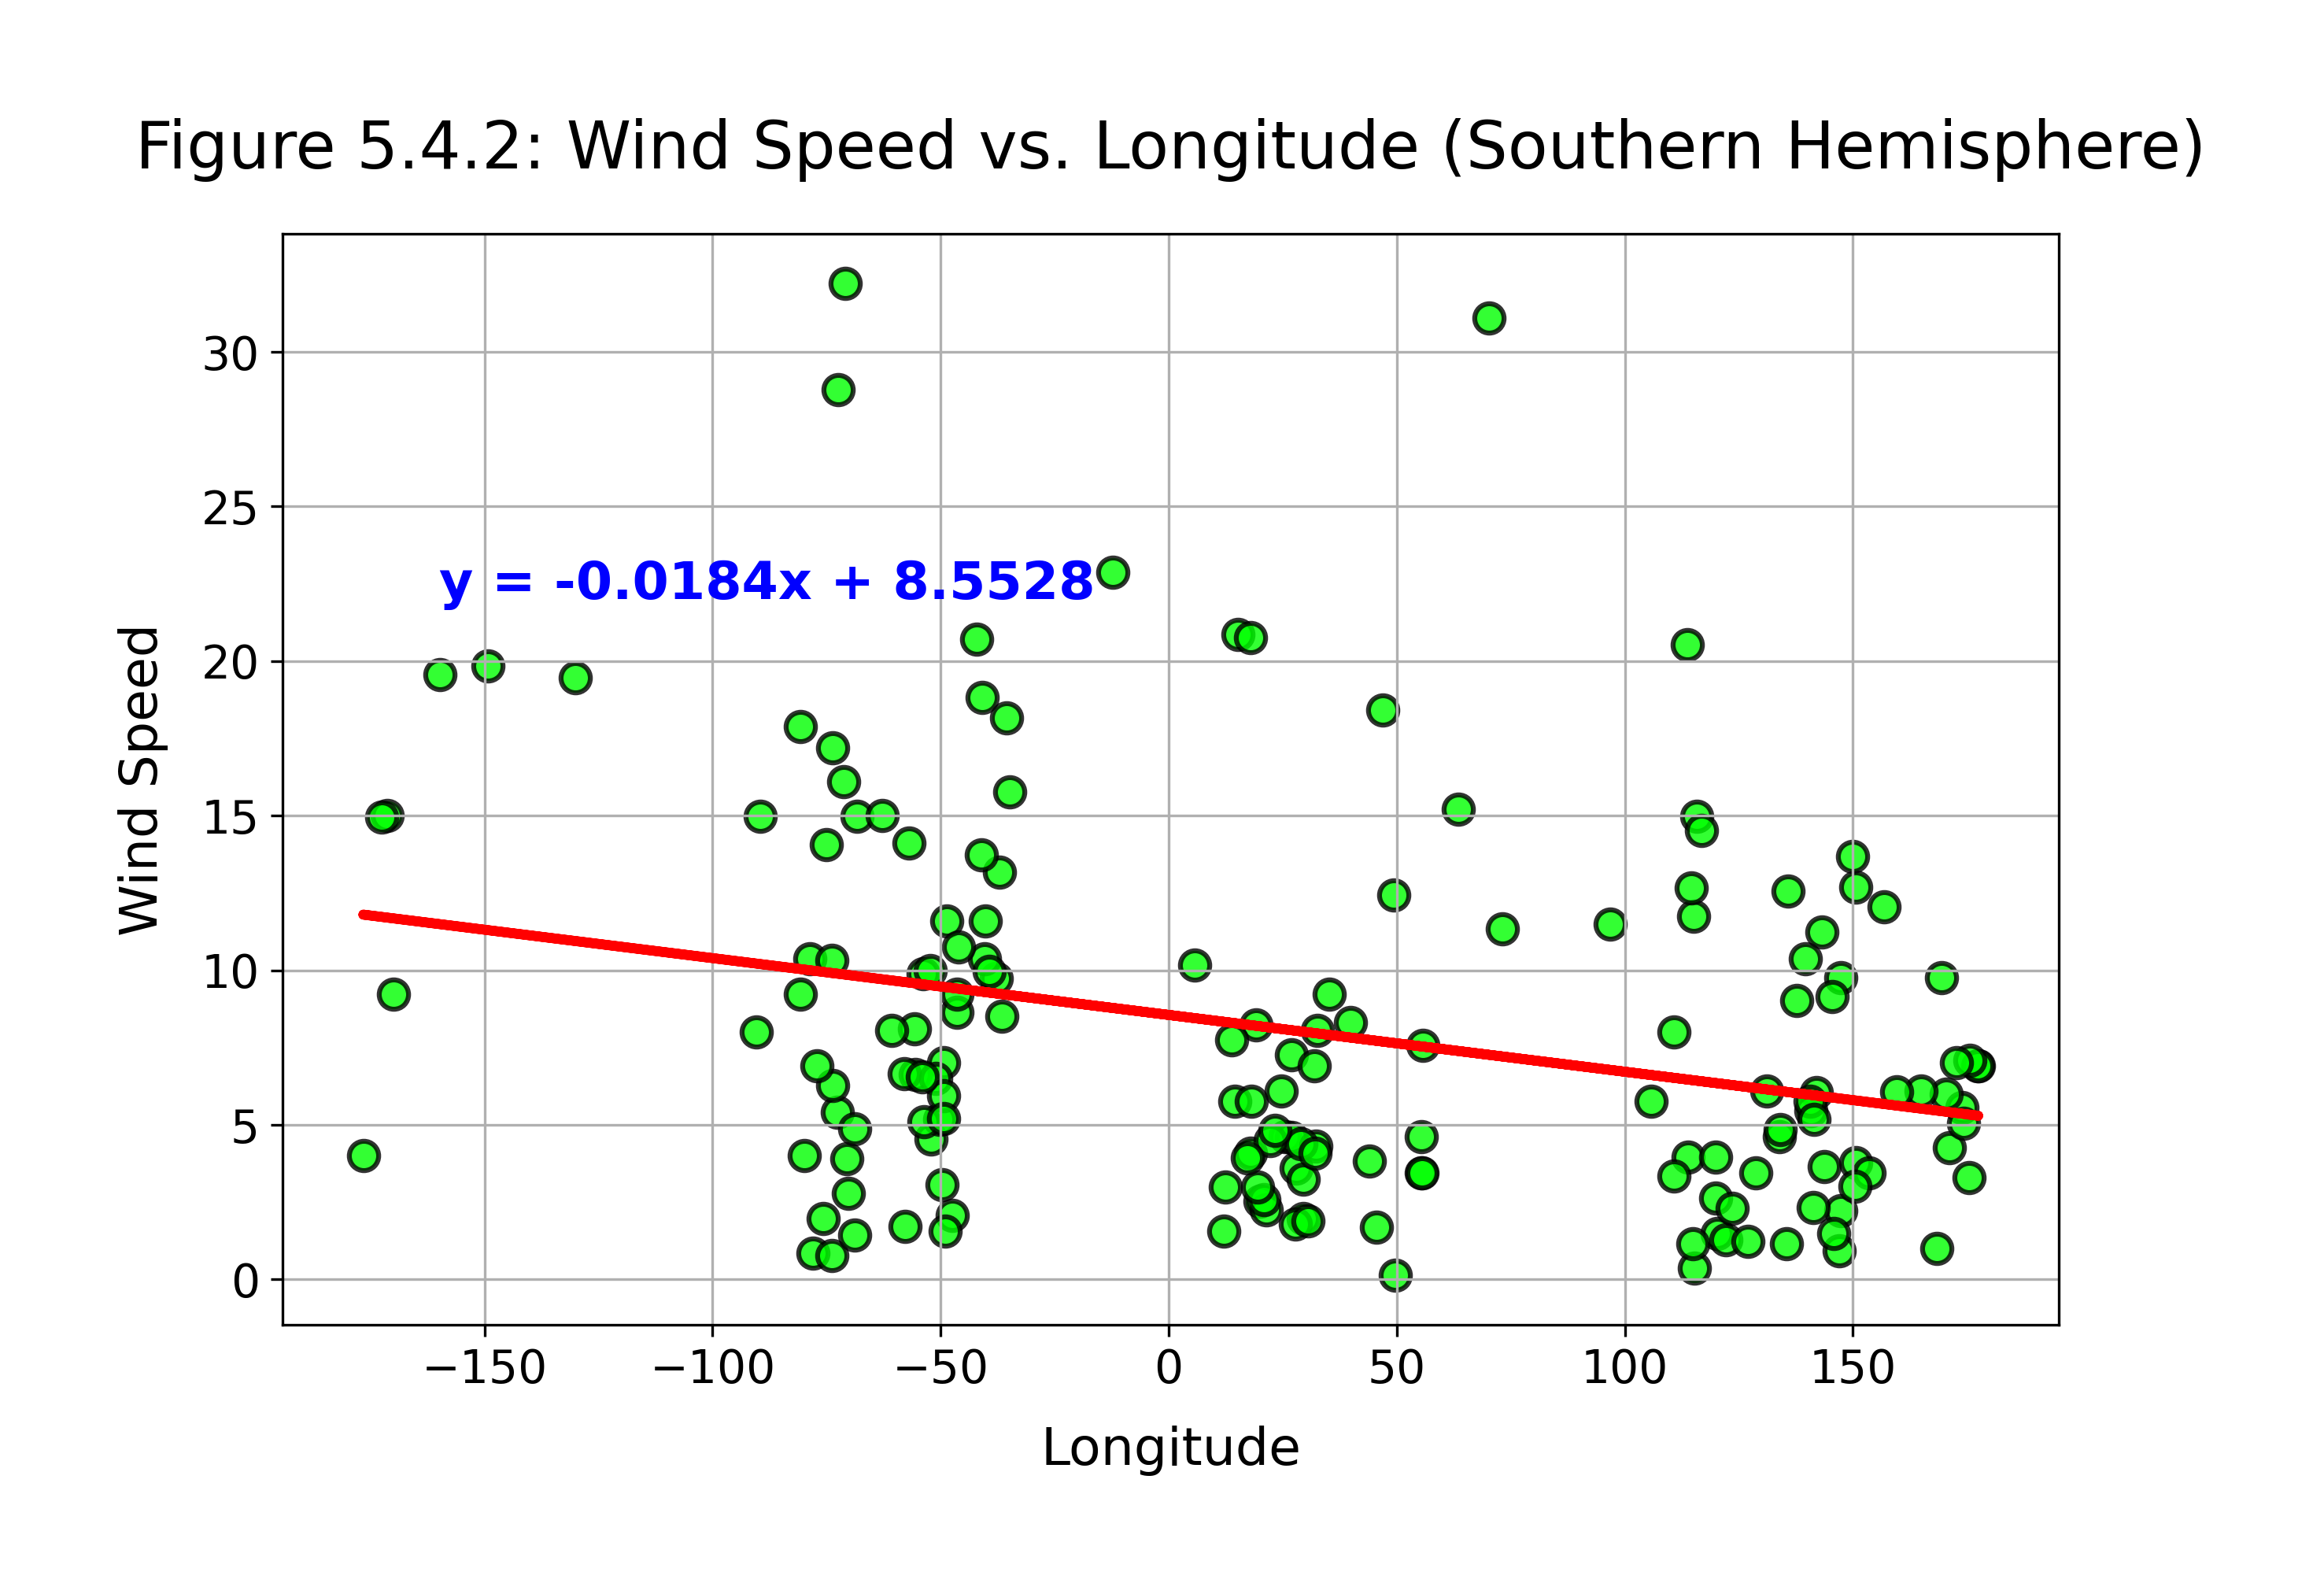 Figure 5.4.2: Wind Speed vs. Longitude (Southern Hemisphere)
30
25
y = -0.0184x + 8.5528
20
15
10
5
0
Wind Speed
−150 −100 −50 0 50 100 150
Longitude